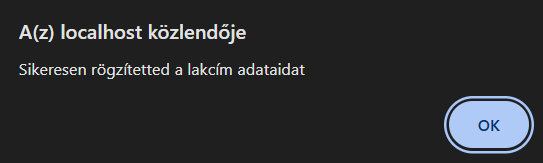 A(z) localhost közlendője
Sikeresen rögzítetted a lakcím adataidat
OK